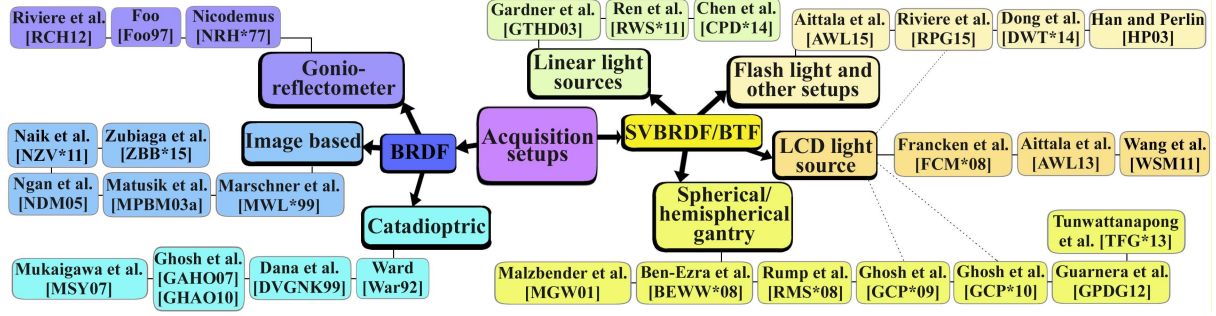 Riviere et al.
[RCH12]
Foo
[Foo97]
Nicodemus
[NRH*77]
Gonio-
reflectometer
Naik et al.
[NZV*11]
Zubiaga et al.
[ZBB*15]
Image based
Ngan et al.
[NDM05]
Matusik et al.
[MPBM03a]
Marschner et al.
[MWL*99]
BRDF
Catadioptric
Mukaigawa et al.
[MSY07]
Ghosh et al.
[GAHO07]
[GHAO10]
Dana et al.
[DVGNK99]
Ward
[War92]
Acquisition
setups
SVBRDF/BTF
Gardner et al.
[GTHD03]
Ren et al.
[RWS*11]
Chen et al.
[CPD*14]
Linear light
sources
Aittala et al.
[AWL15]
Riviere et al.
[RPG15]
Dong et al.
[DWT*14]
Han and Perlin
[HP03]
Flash light and
other setups
LCD light
source
Francken et al.
[FCM*08]
Aittala et al.
[AWL13]
Wang et al.
[WSM11]
Spherical/
hemispherical
gantry
Malzbender et al.
[MGW01]
Ben-Ezra et al.
[BEWW*08]
Rump et al.
[RMS*08]
Ghosh et al.
[GCP*09]
Ghosh et al.
[GCP*10]
Tunwattanapong
et al. [TFG*13]
Guarnera et al.
[GPDG12]